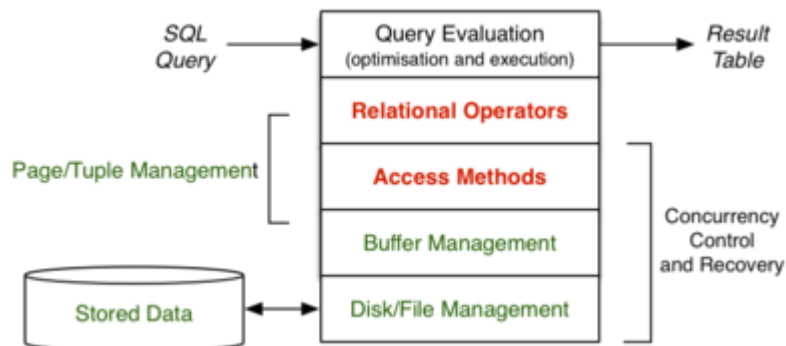 SQL
Query
Query Evaluation
(optimisation and execution)
Result
Table
Relational Operators
Page/Tuple Management
Access Methods
Concurrency
Control
and Recovery
Buffer Management
Stored Data
Disk/File Management